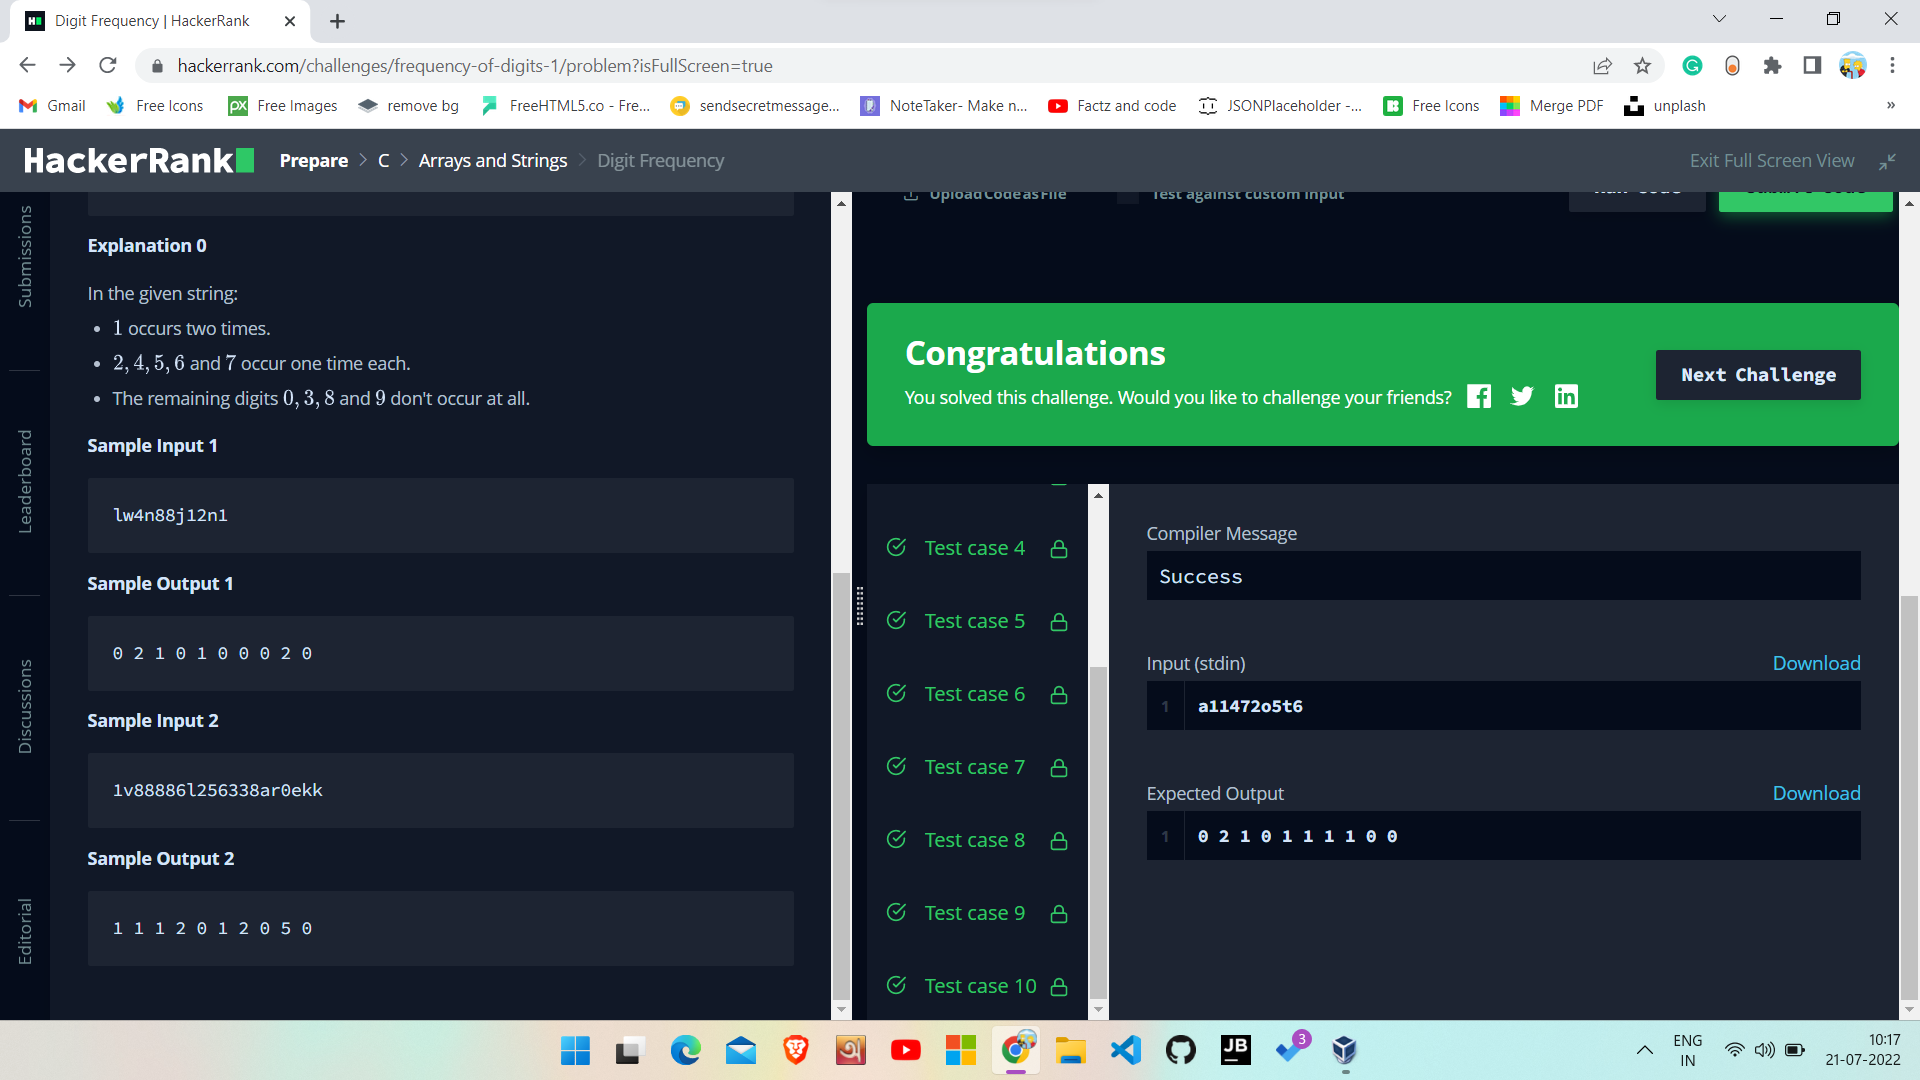 Digit Frequency | HackerRank
hackerrank.com/challenges/frequency-of-digits-1/problem?isFullScreen=true
Gmail
Free Icons
Free Images
remove bg
FreeHTML5.co - Fre...
sendsecretmessage...
NoteTaker- Make n...
Factz and code
JSONPlaceholder -...
Free Icons
Merge PDF
unplash
»
HackerRank
Prepare > C > Arrays and Strings > Digit Frequency
Exit Full Screen View
Submissions
Leaderboard
Discussions
Editorial
Explanation 0
In the given string:
• 1 occurs two times.
• 2, 4, 5, 6 and 7 occur one time each.
• The remaining digits 0, 3, 8 and 9 don't occur at all.
Sample Input 1
lw4n88j12n1
Sample Output 1
0 2 1 0 1 0 0 0 2 0
Sample Input 2
1v88886l256338ar0ekk
Sample Output 2
1 1 1 2 0 1 2 0 5 0
Upload Code as File
Test against custom input
Run Code
Submit Code
Congratulations
You solved this challenge. Would you like to challenge your friends?
Next Challenge
Test case 4
Test case 5
Test case 6
Test case 7
Test case 8
Test case 9
Test case 10
Compiler Message
Success
Input (stdin)
Download
1 a11472o5t6
Expected Output
Download
1 0 2 1 0 1 1 1 1 0 0
JB
3
ENG
IN
10:17
21-07-2022